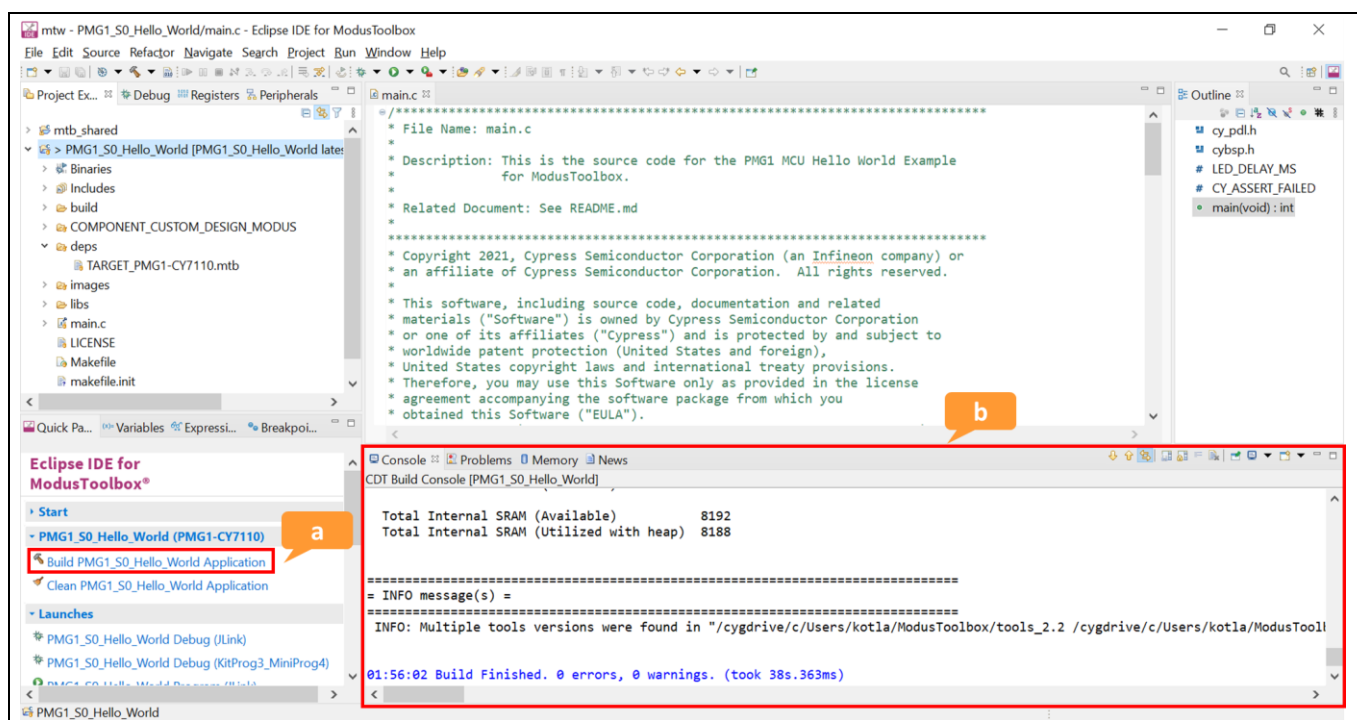 mtw - PMG1_S0_Hello_World/main.c - Eclipse IDE for ModusToolbox
File Edit Source Refactor Navigate Search Project Run Window Help
Project Ex... Debug Registers Peripherals
mtb_shared
> PMG1_S0_Hello_World [PMG1_S0_Hello_World lates
Binaries
Includes
build
COMPONENT_CUSTOM_DESIGN_MODUS
deps
TARGET_PMG1-CY7110.mtb
images
libs
main.c
LICENSE
Makefile
makefile.init
main.c
/******************************************************************************
* File Name: main.c
*
* Description: This is the source code for the PMG1 MCU Hello World Example
* for ModusToolbox.
*
* Related Document: See README.md
*
*******************************************************************************
* Copyright 2021, Cypress Semiconductor Corporation (an Infineon company) or
* an affiliate of Cypress Semiconductor Corporation. All rights reserved.
*
* This software, including source code, documentation and related
* materials ("Software") is owned by Cypress Semiconductor Corporation
* or one of its affiliates ("Cypress") and is protected by and subject to
* worldwide patent protection (United States and foreign),
* United States copyright laws and international treaty provisions.
* Therefore, you may use this Software only as provided in the license
* agreement accompanying the software package from which you
* obtained this Software ("EULA").
Outline
cy_pdl.h
cybsp.h
# LED_DELAY_MS
# CY_ASSERT_FAILED
main(void) : int
Quick Pa... Variables Expressi... Breakpoi...
Eclipse IDE for
ModusToolbox®
Start
PMG1_S0_Hello_World (PMG1-CY7110)
Build PMG1_S0_Hello_World Application
Clean PMG1_S0_Hello_World Application
Launches
PMG1_S0_Hello_World Debug (JLink)
PMG1_S0_Hello_World Debug (KitProg3_MiniProg4)
a
b
Console Problems Memory News
CDT Build Console [PMG1_S0_Hello_World]
Total Internal SRAM (Available) 8192
Total Internal SRAM (Utilized with heap) 8188
==============================================================================
= INFO message(s) =
==============================================================================
INFO: Multiple tools versions were found in "/cygdrive/c/Users/kotla/ModusToolbox/tools_2.2 /cygdrive/c/Users/kotla/ModusTool
01:56:02 Build Finished. 0 errors, 0 warnings. (took 38s.363ms)
PMG1_S0_Hello_World